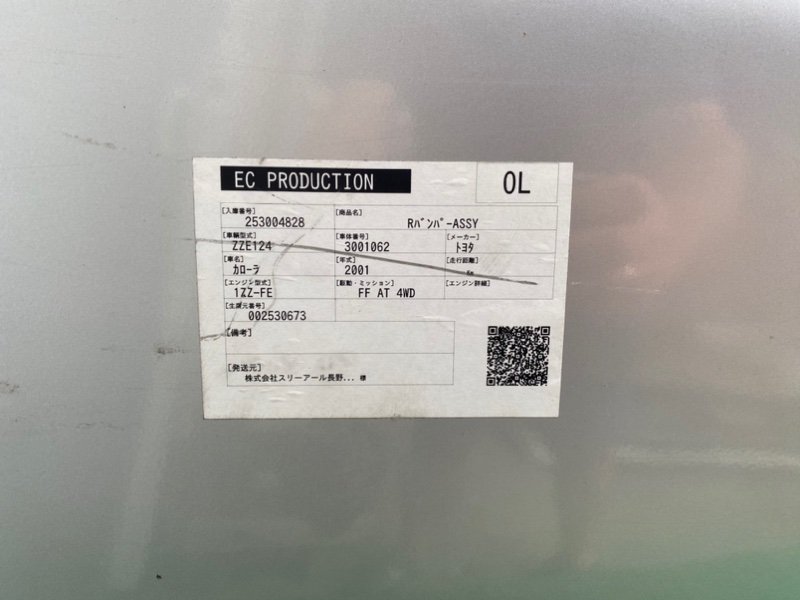 EC PRODUCTION
OL
[入庫番号] 253004828
[商品名] Rバンパ-ASSY
[車輌型式] ZZE124
[車体番号] 3001062
[メーカー] トヨタ
[車名] カローラ
[年式] 2001
[走行距離] km
[エンジン型式] 1ZZ-FE
[駆動・ミッション] FF AT 4WD
[エンジン詳細]
[生産元番号] 002530673
[備考]
[発送元]
株式会社スリーアール長野... 様